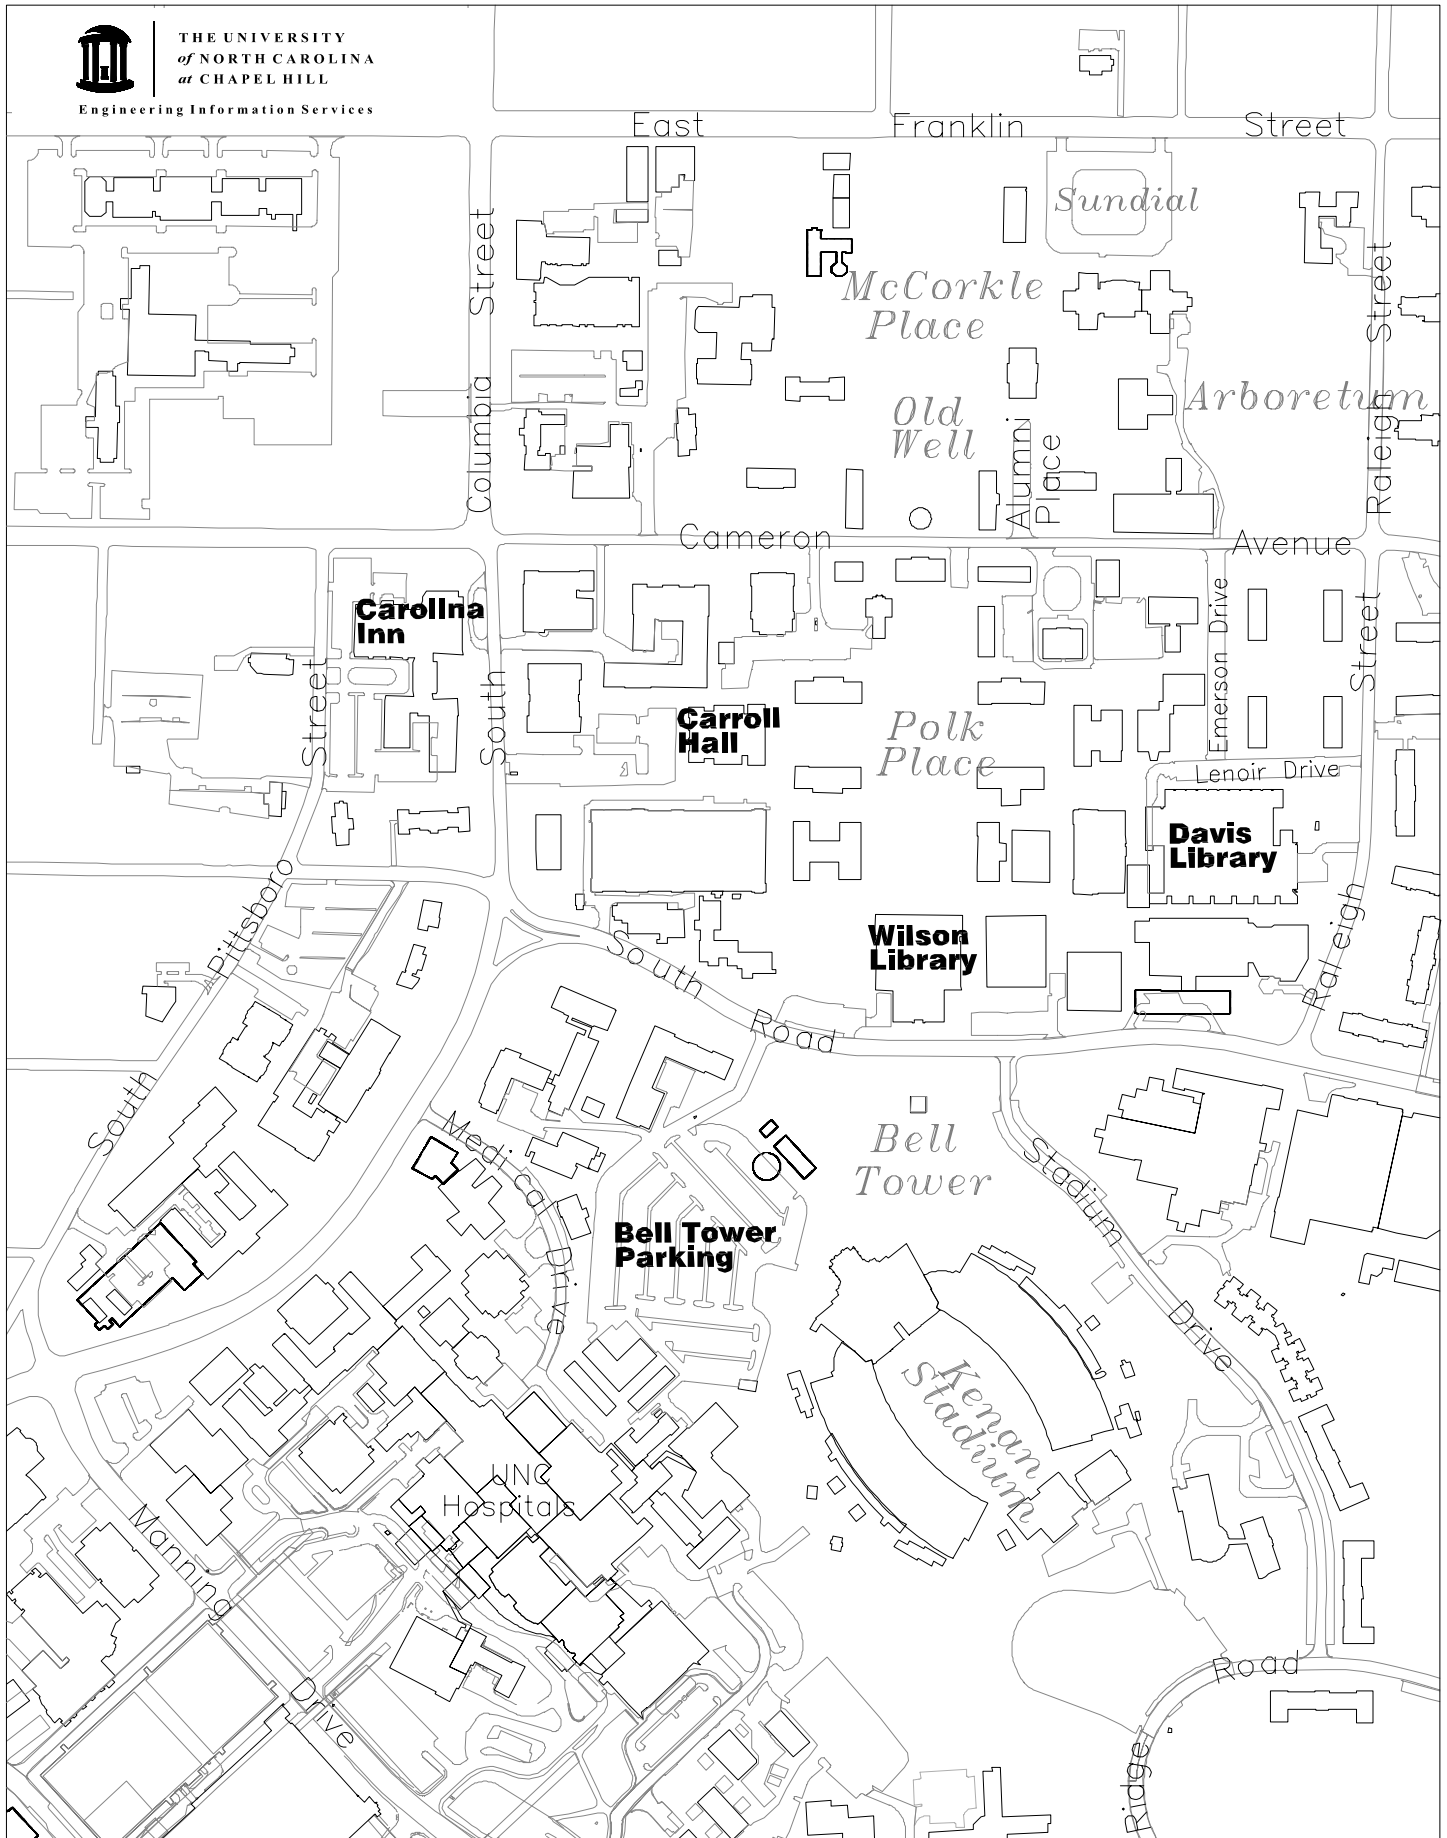 THE UNIVERSITY
of NORTH CAROLINA
at CHAPEL HILL
Engineering Information Services
East Franklin Street
Sundial
Columbia Street
McCorkle
Place
Raleigh Street
Arboretum
Old
Well
Alumni
Place
Cameron Avenue
Carolina
Inn
Emerson Drive
Street
South
Street
Carroll
Hall
Polk
Place
Lenoir Drive
Davis
Library
Pittsboro
South
Wilson
Library
South Road
Raleigh
Medical Drive
Bell
Tower
Stadium Drive
Bell Tower
Parking
Kenan
Stadium
UNC
Hospitals
Manning Drive
Ridge Road